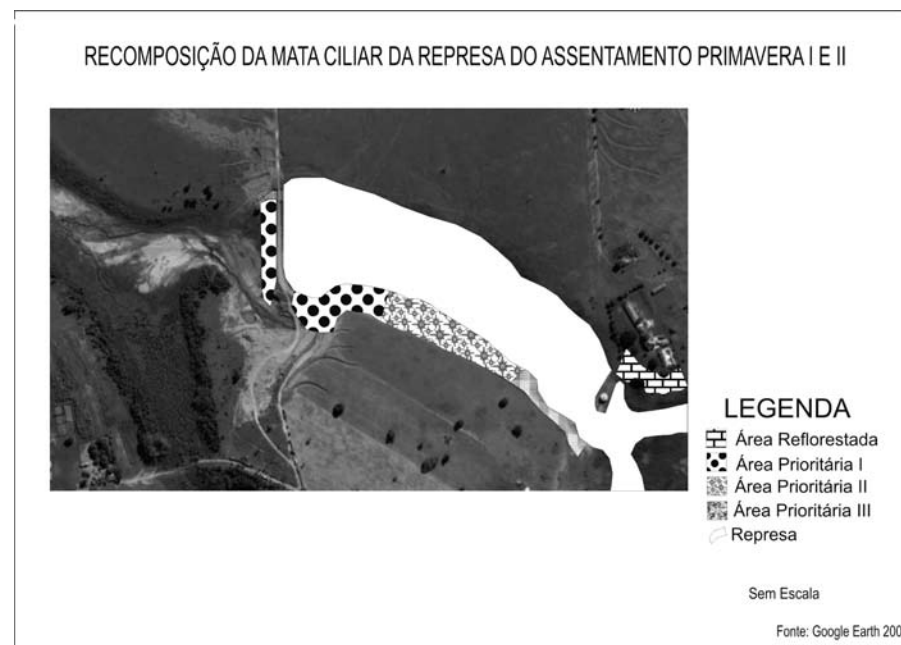 RECOMPOSIÇÃO DA MATA CILIAR DA REPRESA DO ASSENTAMENTO PRIMAVERA I E II
LEGENDA
Área Reflorestada
Área Prioritária I
Área Prioritária II
Área Prioritária III
Represa
Sem Escala
Fonte: Google Earth 200